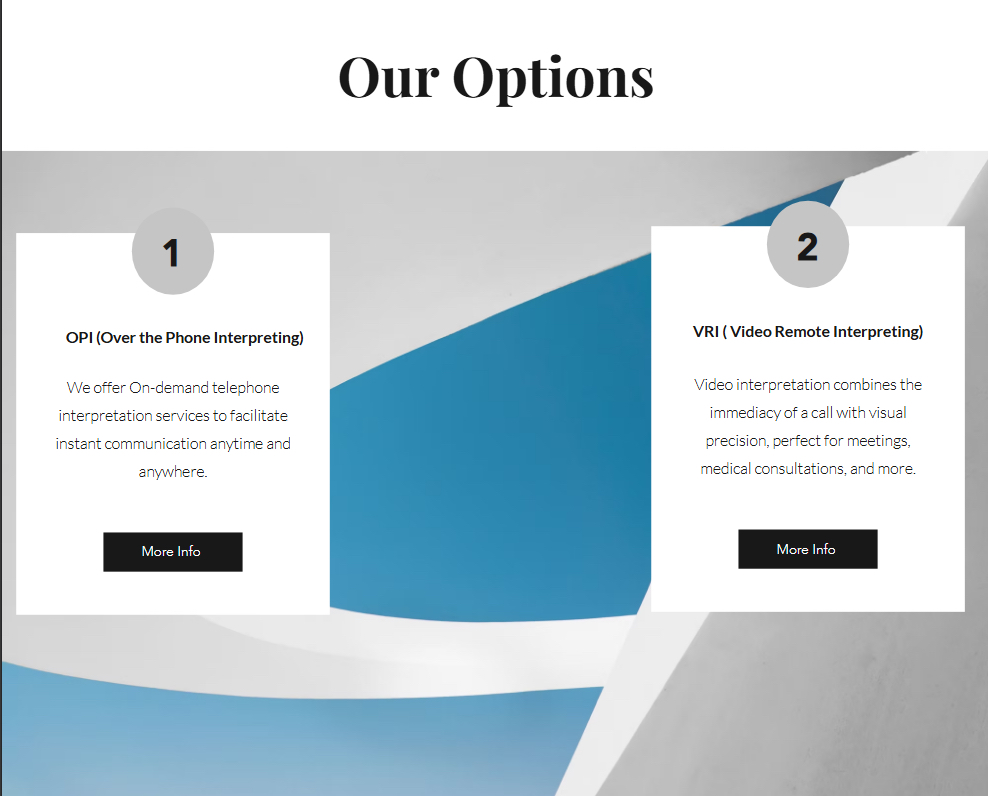 Our Options
1
OPI (Over the Phone Interpreting)
We offer On-demand telephone
interpretation services to facilitate
instant communication anytime and
anywhere.
More Info
2
VRI ( Video Remote Interpreting)
Video interpretation combines the
immediacy of a call with visual
precision, perfect for meetings,
medical consultations, and more.
More Info